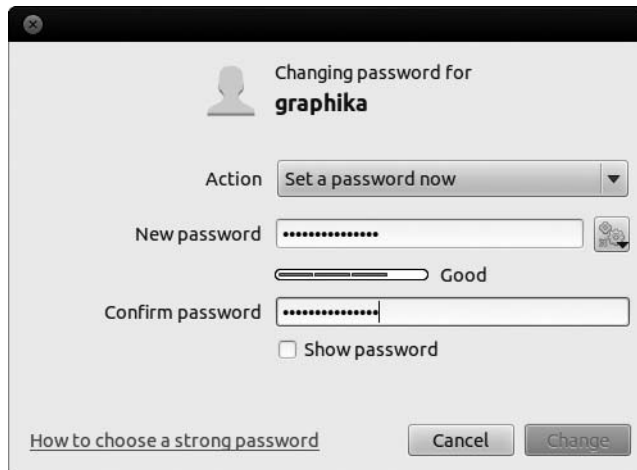 Changing password for
graphika
Action Set a password now
New password •••••••••••••••
Good
Confirm password •••••••••••••••
Show password
How to choose a strong password Cancel Change